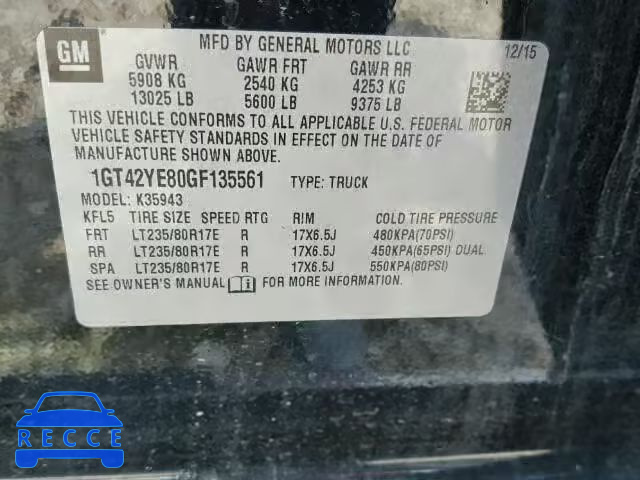 GM
MFD BY GENERAL MOTORS LLC 12/15
GVWR GAWR FRT GAWR RR
5908 KG 2540 KG 4253 KG
13025 LB 5600 LB 9375 LB
THIS VEHICLE CONFORMS TO ALL APPLICABLE U.S. FEDERAL MOTOR
VEHICLE SAFETY STANDARDS IN EFFECT ON THE DATE OF
MANUFACTURE SHOWN ABOVE.
1GT42YE80GF135561 TYPE: TRUCK
MODEL: K35943
KFL5 TIRE SIZE SPEED RTG RIM COLD TIRE PRESSURE
FRT LT235/80R17E R 17X6.5J 480KPA(70PSI)
RR LT235/80R17E R 17X6.5J 450KPA(65PSI) DUAL
SPA LT235/80R17E R 17X6.5J 550KPA(80PSI)
SEE OWNER'S MANUAL FOR MORE INFORMATION.
EpicVIN.com